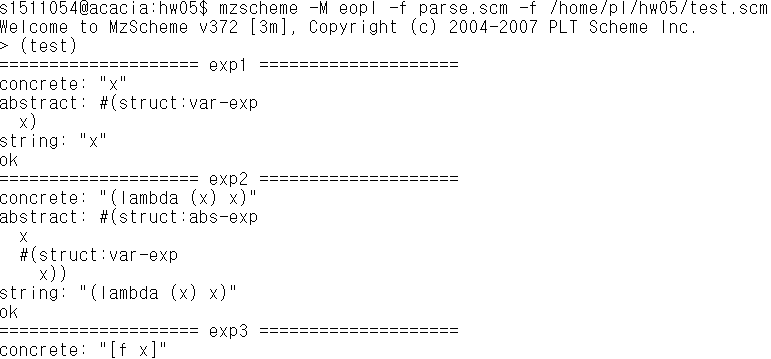 s1511054@acacia:hw05$ mzscheme -M eopl -f parse.scm -f /home/pl/hw05/test.scm
Welcome to MzScheme v372 [3m], Copyright (c) 2004-2007 PLT Scheme Inc.
> (test)
==================== exp1 ====================
concrete: "x"
abstract: #(struct:var-exp
  x)
string: "x"
ok
==================== exp2 ====================
concrete: "(lambda (x) x)"
abstract: #(struct:abs-exp
  x
  #(struct:var-exp
    x))
string: "(lambda (x) x)"
ok
==================== exp3 ====================
concrete: "[f x]"